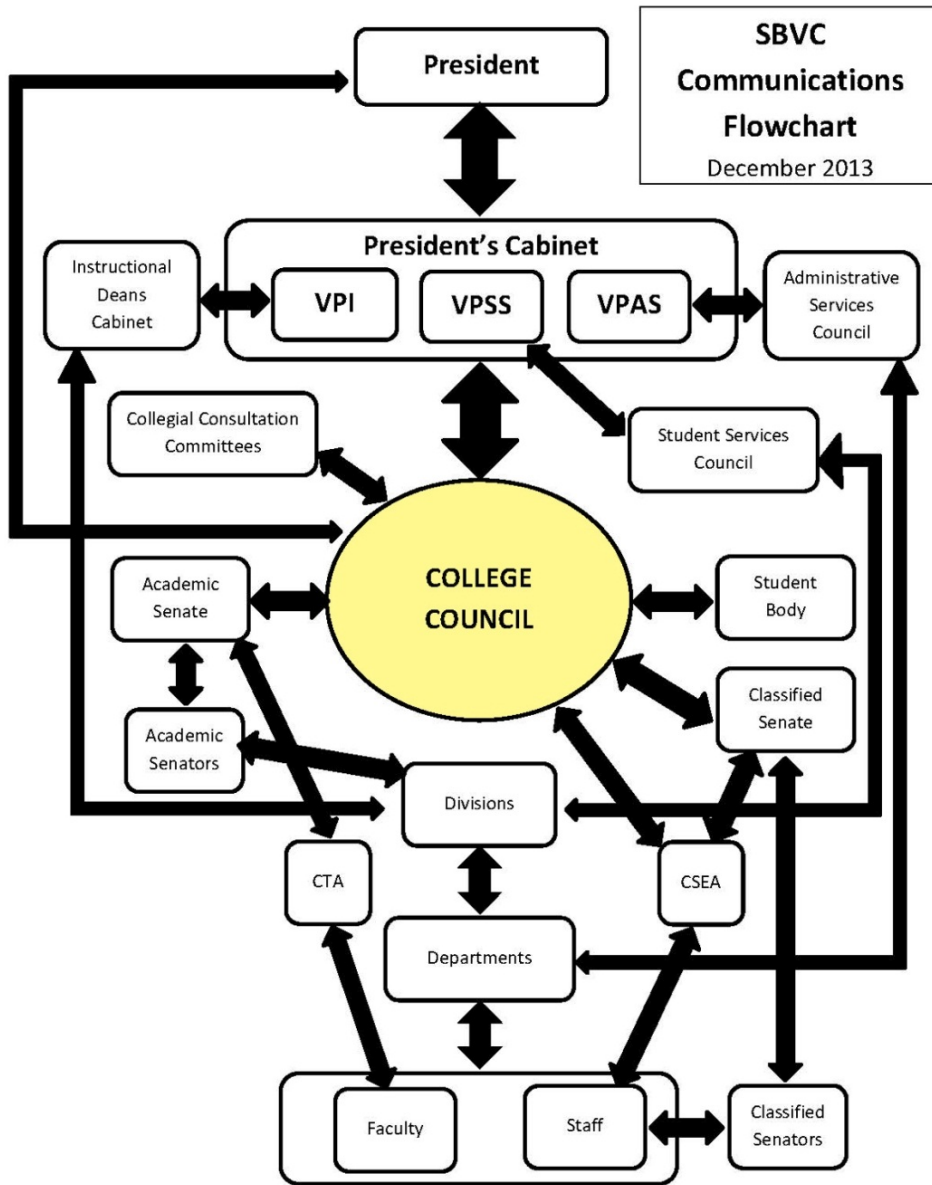 SBVC
Communications
Flowchart
December 2013
President
President's Cabinet
VPI
VPSS
VPAS
Instructional
Deans
Cabinet
Administrative
Services
Council
Collegial Consultation
Committees
Student Services
Council
COLLEGE
COUNCIL
Academic
Senate
Student
Body
Academic
Senators
Classified
Senate
Divisions
CTA
CSEA
Departments
Faculty
Staff
Classified
Senators